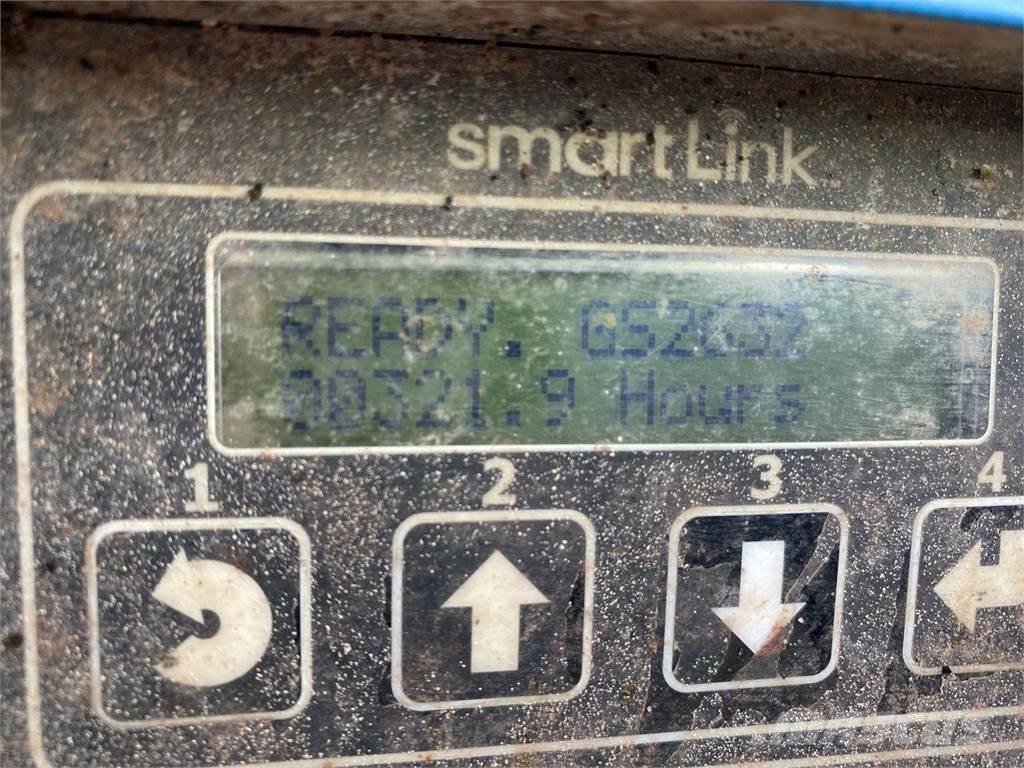 smartLink
READY. GS2632
00321.9 Hours
1 2 3 4